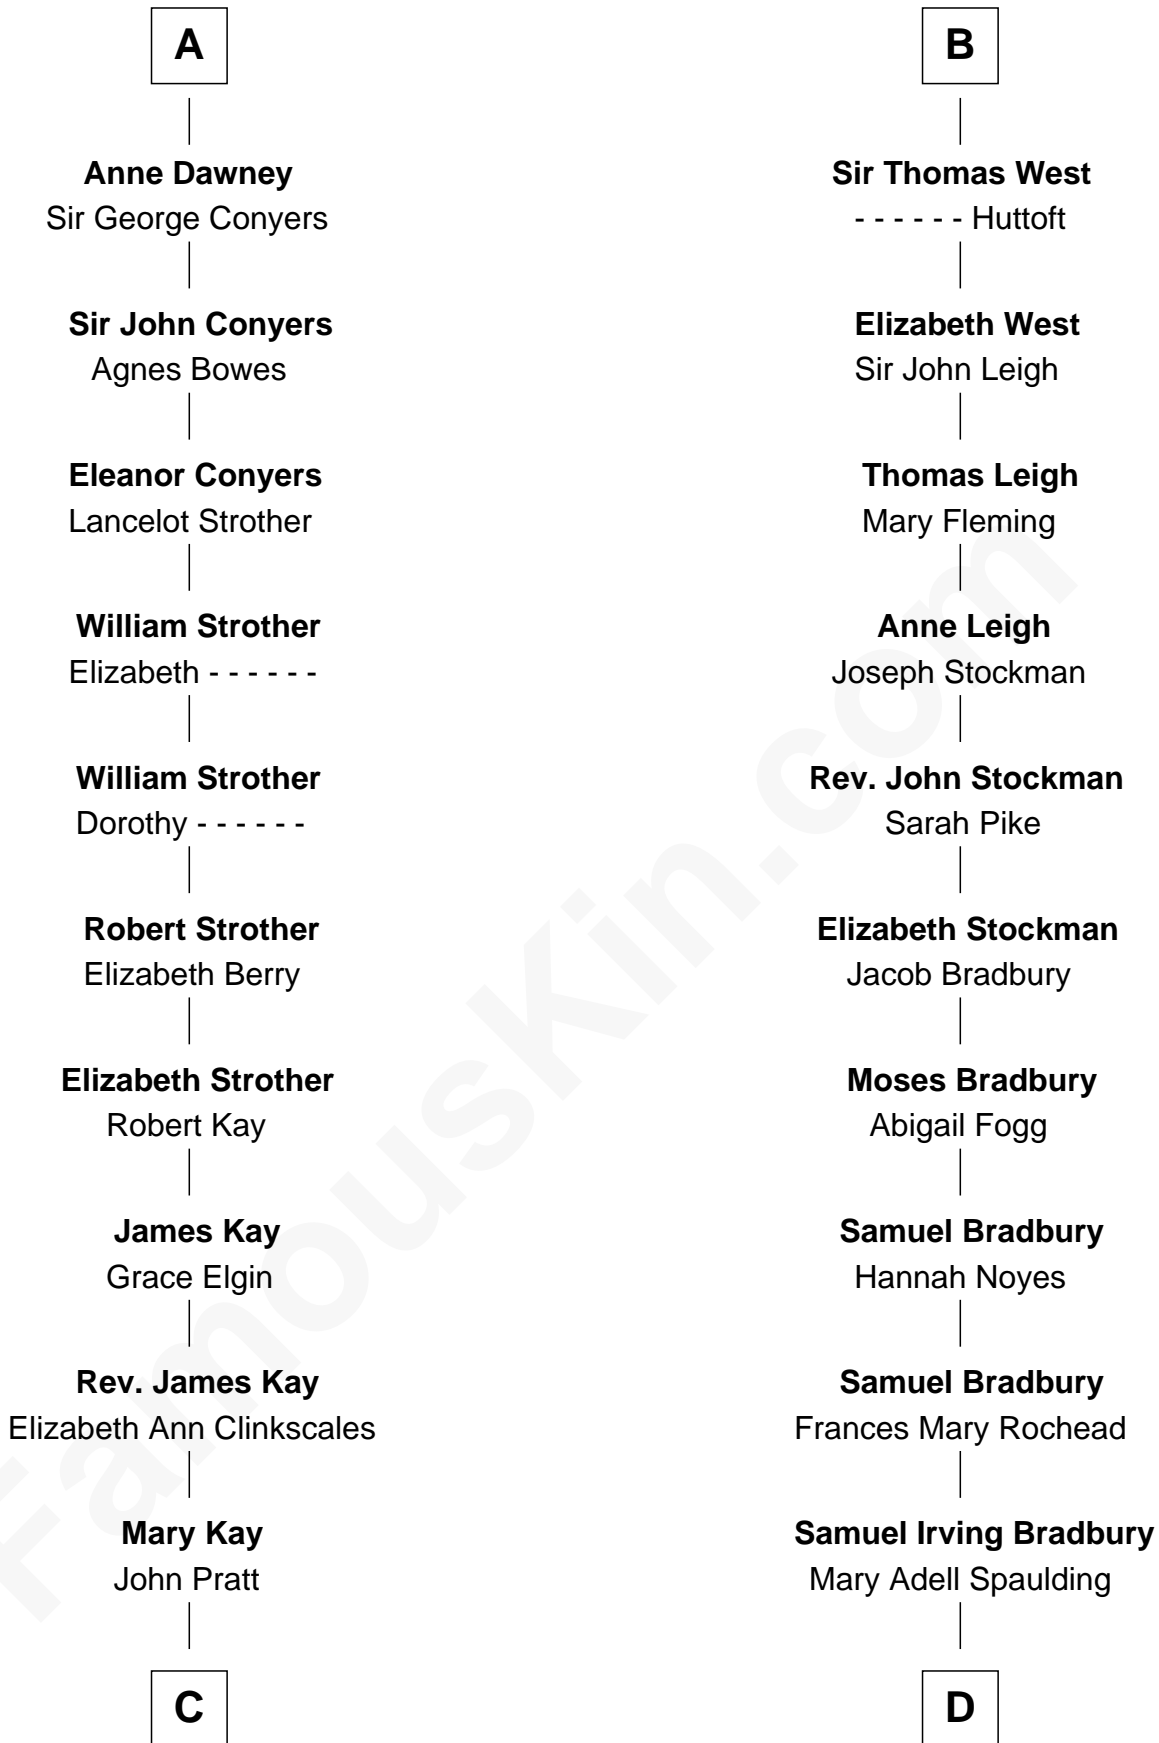 A
Anne Dawney
Sir George Conyers
Sir John Conyers
Agnes Bowes
Eleanor Conyers
Lancelot Strother
William Strother
Elizabeth - - - - - -
William Strother
Dorothy - - - - - -
Robert Strother
Elizabeth Berry
Elizabeth Strother
Robert Kay
James Kay
Grace Elgin
Rev. James Kay
Elizabeth Ann Clinkscales
Mary Kay
John Pratt
C
B
Sir Thomas West
- - - - - - Huttoft
Elizabeth West
Sir John Leigh
Thomas Leigh
Mary Fleming
Anne Leigh
Joseph Stockman
Rev. John Stockman
Sarah Pike
Elizabeth Stockman
Jacob Bradbury
Moses Bradbury
Abigail Fogg
Samuel Bradbury
Hannah Noyes
Samuel Bradbury
Frances Mary Rochead
Samuel Irving Bradbury
Mary Adell Spaulding
D
FamousKin.com